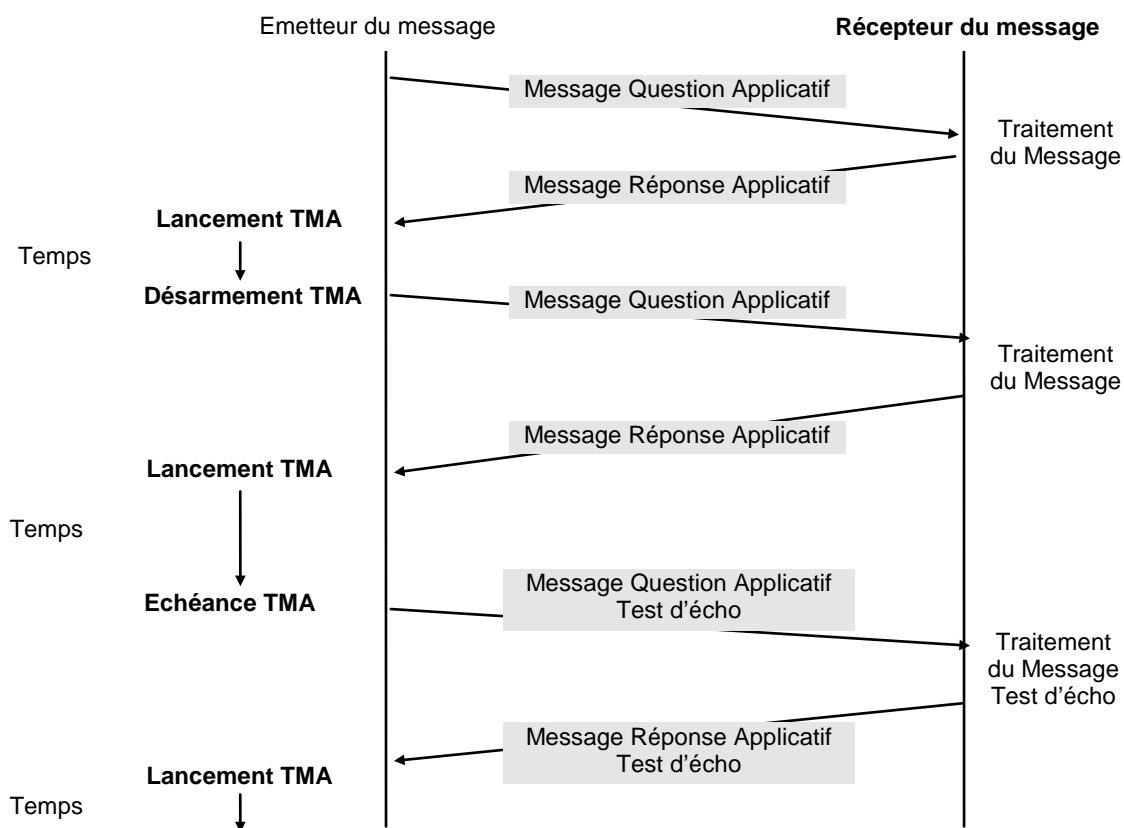 Emetteur du message
Récepteur du message
Message Question Applicatif
Traitement
du Message
Message Réponse Applicatif
Lancement TMA
Temps
Désarmement TMA
Message Question Applicatif
Traitement
du Message
Message Réponse Applicatif
Lancement TMA
Temps
Echéance TMA
Message Question Applicatif
Test d'écho
Traitement
du Message
Test d'écho
Message Réponse Applicatif
Test d'écho
Lancement TMA
Temps